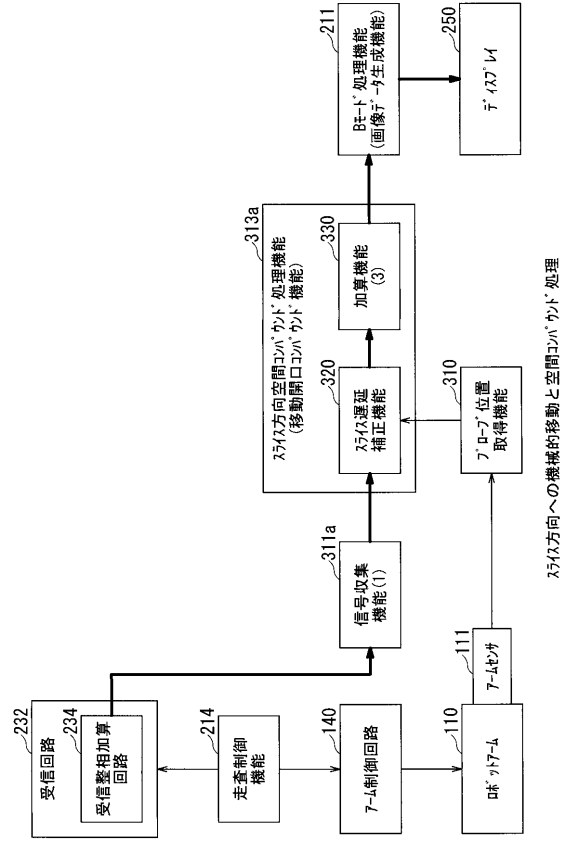 232
受信回路
234
受信整相加算
回路
214
走査制御
機能
140
アーム制御回路
110
ロボットアーム
111
アームセンサ
311a
信号収集
機能(1)
313a
スライス方向空間コンパウンド処理機能
(移動開口コンパウンド機能)
320
スライス遅延
補正機能
330
加算機能
(3)
310
プローブ位置
取得機能
211
Bモード処理機能
(画像データ生成機能)
250
ディスプレイ
スライス方向への機械的移動と空間コンパウンド処理